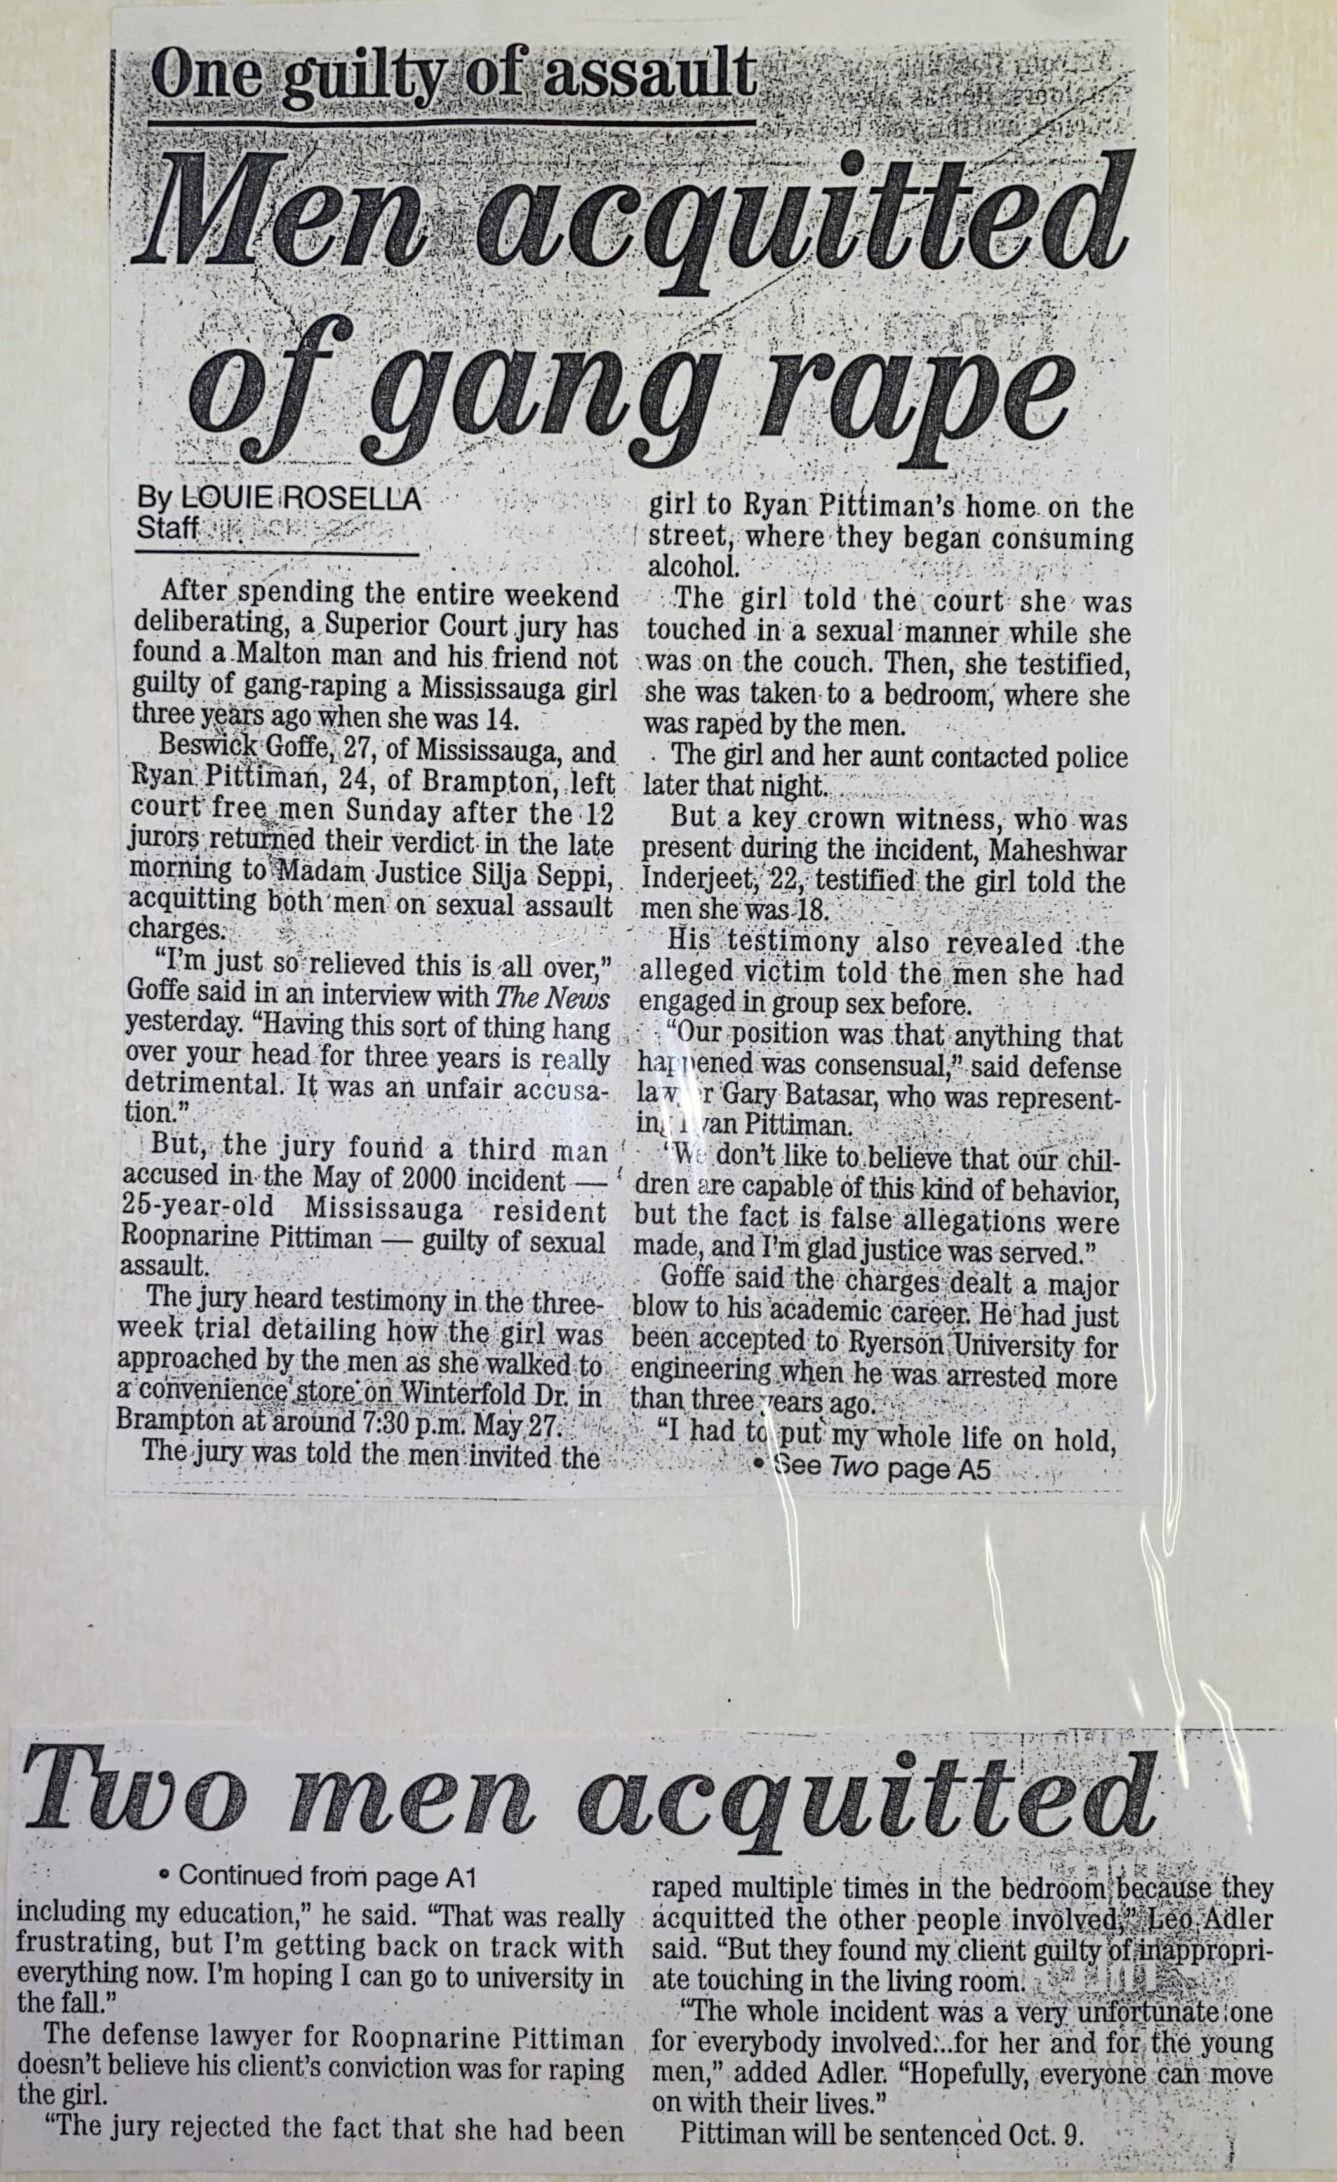 One guilty of assault
Men acquitted
of gang rape
By LOUIE ROSELLA
Staff
After spending the entire weekend
deliberating, a Superior Court jury has
found a Malton man and his friend not
guilty of gang-raping a Mississauga girl
three years ago when she was 14.
Beswick Goffe, 27, of Mississauga, and
Ryan Pittiman, 24, of Brampton, left
court free men Sunday after the 12
jurors returned their verdict in the late
morning to Madam Justice Silja Seppi,
acquitting both men on sexual assault
charges.
"I'm just so relieved this is all over,"
Goffe said in an interview with The News
yesterday. "Having this sort of thing hang
over your head for three years is really
detrimental. It was an unfair accusa-
tion."
But, the jury found a third man
accused in the May of 2000 incident —
25-year-old Mississauga resident
Roopnarine Pittiman — guilty of sexual
assault.
The jury heard testimony in the three-
week trial detailing how the girl was
approached by the men as she walked to
a convenience store on Winterfold Dr. in
Brampton at around 7:30 p.m. May 27.
The jury was told the men invited the
girl to Ryan Pittiman's home on the
street, where they began consuming
alcohol.
The girl told the court she was
touched in a sexual manner while she
was on the couch. Then, she testified,
she was taken to a bedroom, where she
was raped by the men.
The girl and her aunt contacted police
later that night.
But a key crown witness, who was
present during the incident, Maheshwar
Inderjeet, 22, testified the girl told the
men she was 18.
His testimony also revealed the
alleged victim told the men she had
engaged in group sex before.
"Our position was that anything that
happened was consensual," said defense
lawyer Gary Batasar, who was represent-
ing Ryan Pittiman.
"We don't like to believe that our chil-
dren are capable of this kind of behavior,
but the fact is false allegations were
made, and I'm glad justice was served."
Goffe said the charges dealt a major
blow to his academic career. He had just
been accepted to Ryerson University for
engineering when he was arrested more
than three years ago.
"I had to put my whole life on hold,
• See Two page A5
Two men acquitted
• Continued from page A1
including my education," he said. "That was really
frustrating, but I'm getting back on track with
everything now. I'm hoping I can go to university in
the fall."
The defense lawyer for Roopnarine Pittiman
doesn't believe his client's conviction was for raping
the girl.
"The jury rejected the fact that she had been
raped multiple times in the bedroom because they
acquitted the other people involved," Leo Adler
said. "But they found my client guilty of inappropri-
ate touching in the living room.
"The whole incident was a very unfortunate one
for everybody involved...for her and for the young
men," added Adler. "Hopefully, everyone can move
on with their lives."
Pittiman will be sentenced Oct. 9.